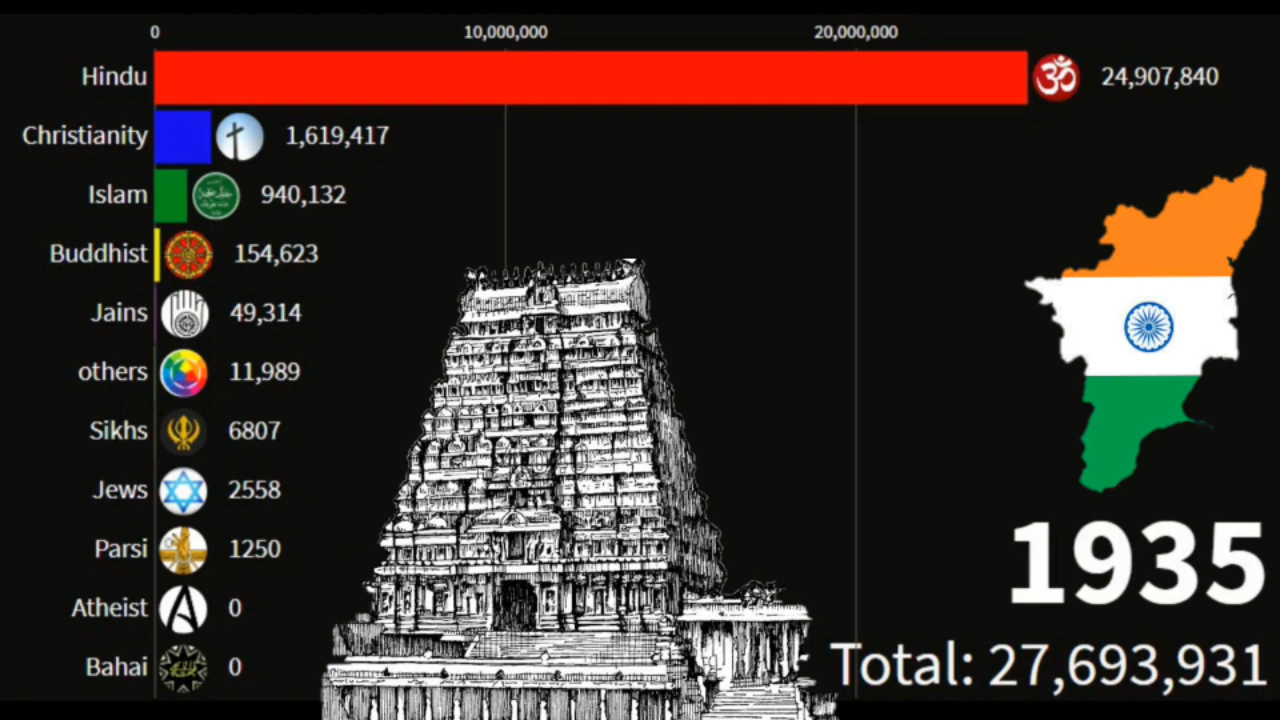 0 10,000,000 20,000,000
Hindu ॐ 24,907,840
Christianity 1,619,417
Islam 940,132
Buddhist 154,623
Jains 49,314
others 11,989
Sikhs 6807
Jews 2558
Parsi 1250
Atheist A 0
Bahai 0
1935
Total: 27,693,931